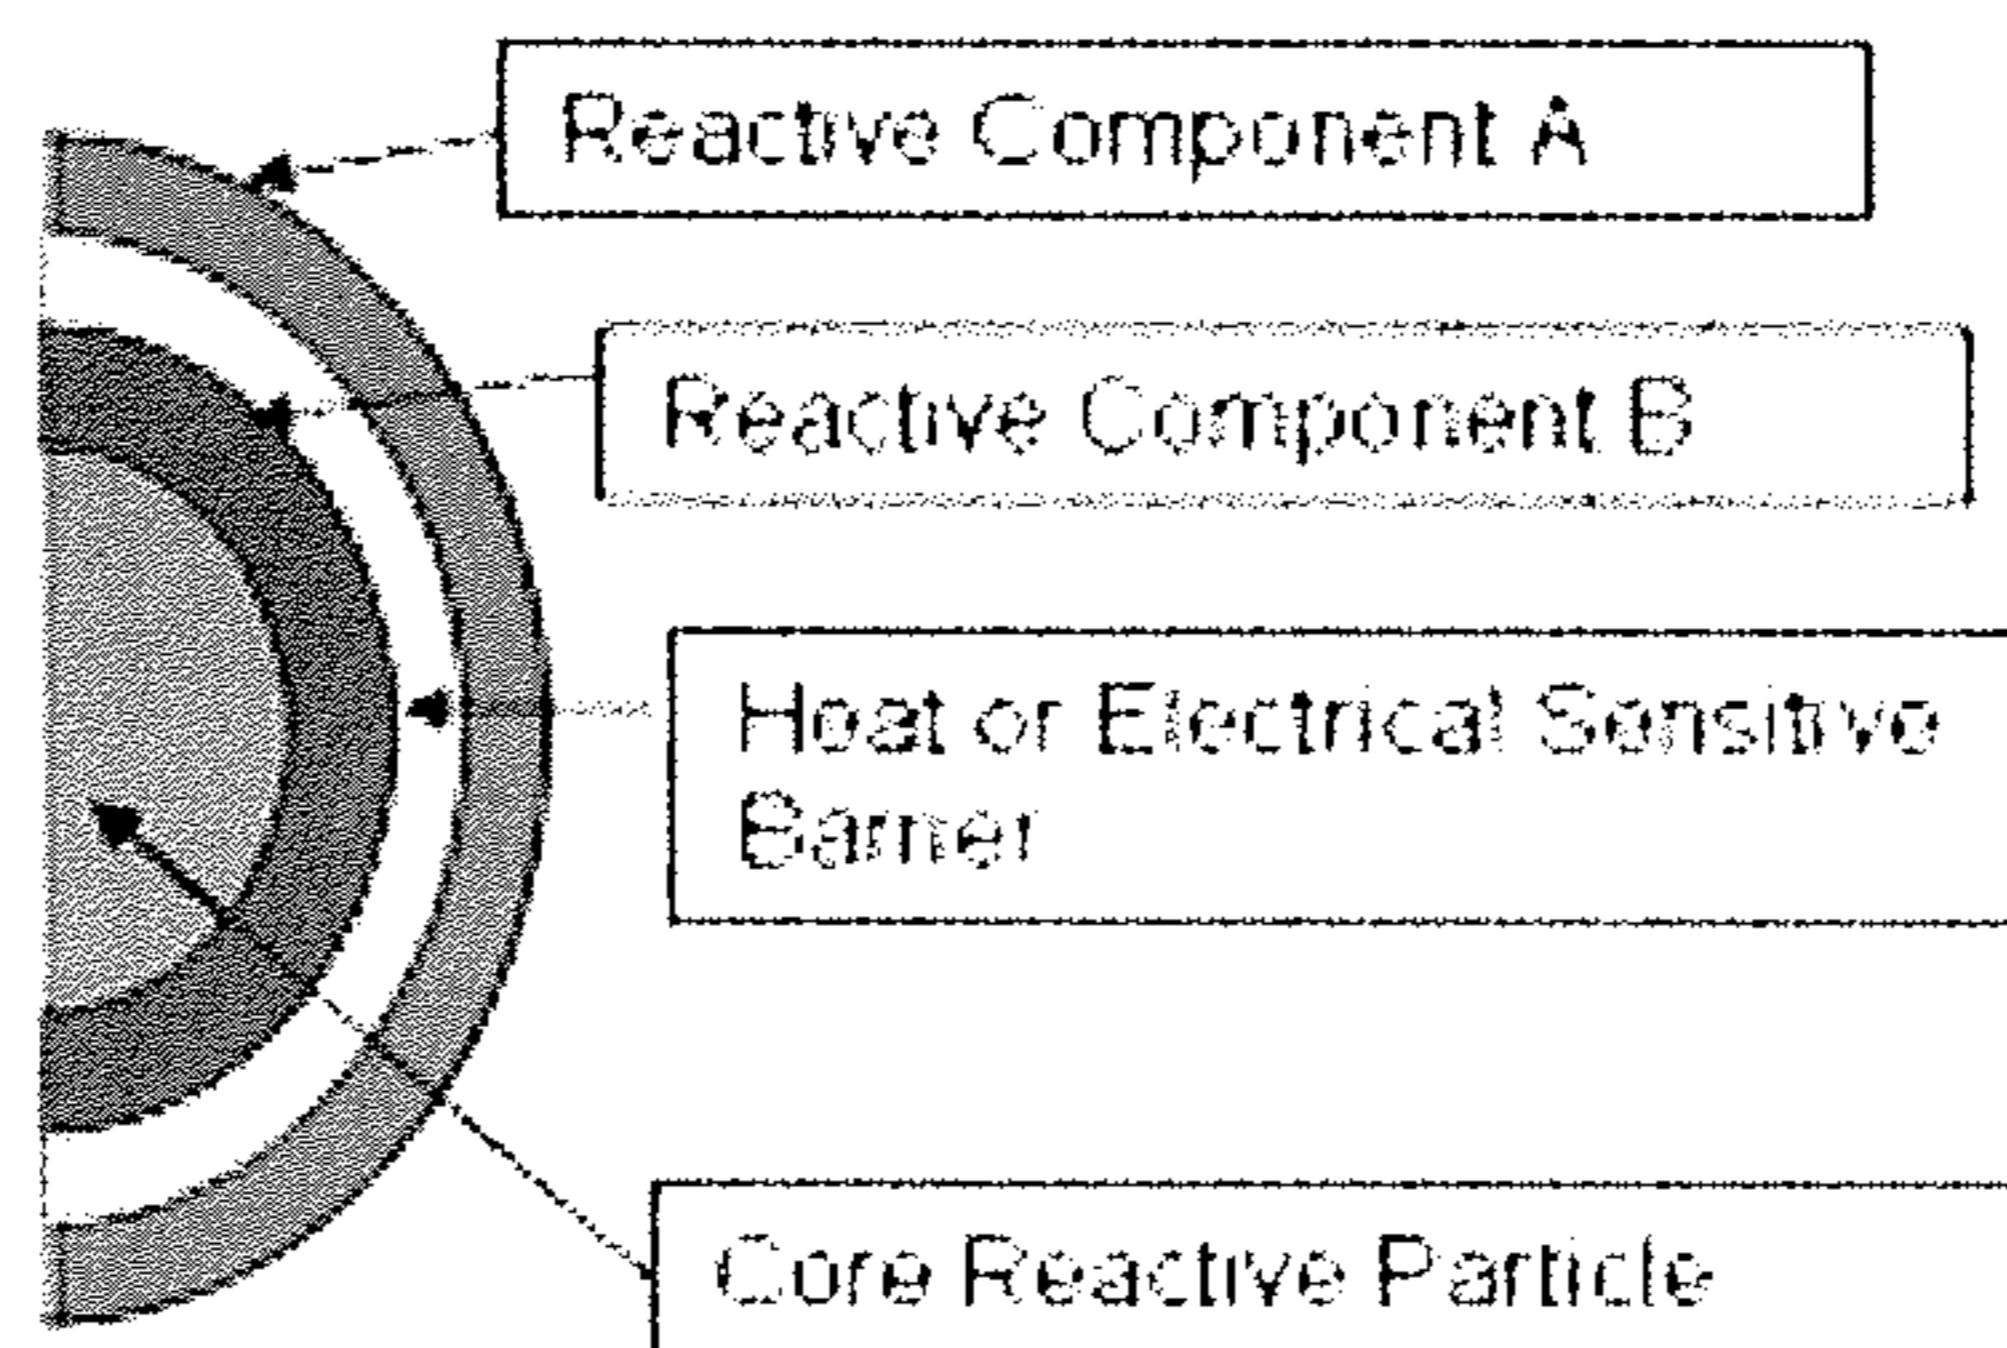 Reactive Component A
Reactive Component B
Heat or Electrical Sensitive
Barrier
Core Reactive Particle